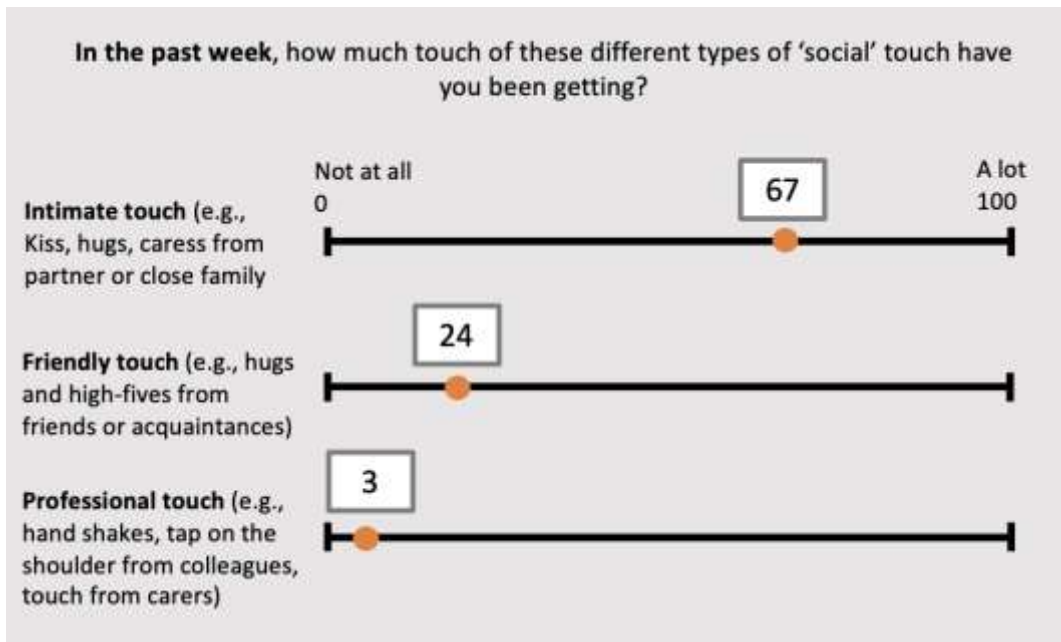 In the past week, how much touch of these different types of ‘social’ touch have
you been getting?
Not at all
0
A lot
100
67
Intimate touch (e.g.,
Kiss, hugs, caress from
partner or close family
24
Friendly touch (e.g., hugs
and high-fives from
friends or acquaintances)
3
Professional touch (e.g.,
hand shakes, tap on the
shoulder from colleagues,
touch from carers)